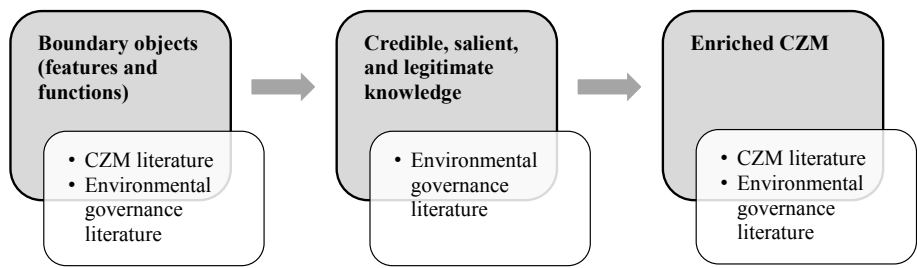 Boundary objects
(features and
functions)
• CZM literature
• Environmental
governance
literature
Credible, salient,
and legitimate
knowledge
• Environmental
governance
literature
Enriched CZM
• CZM literature
• Environmental
governance
literature